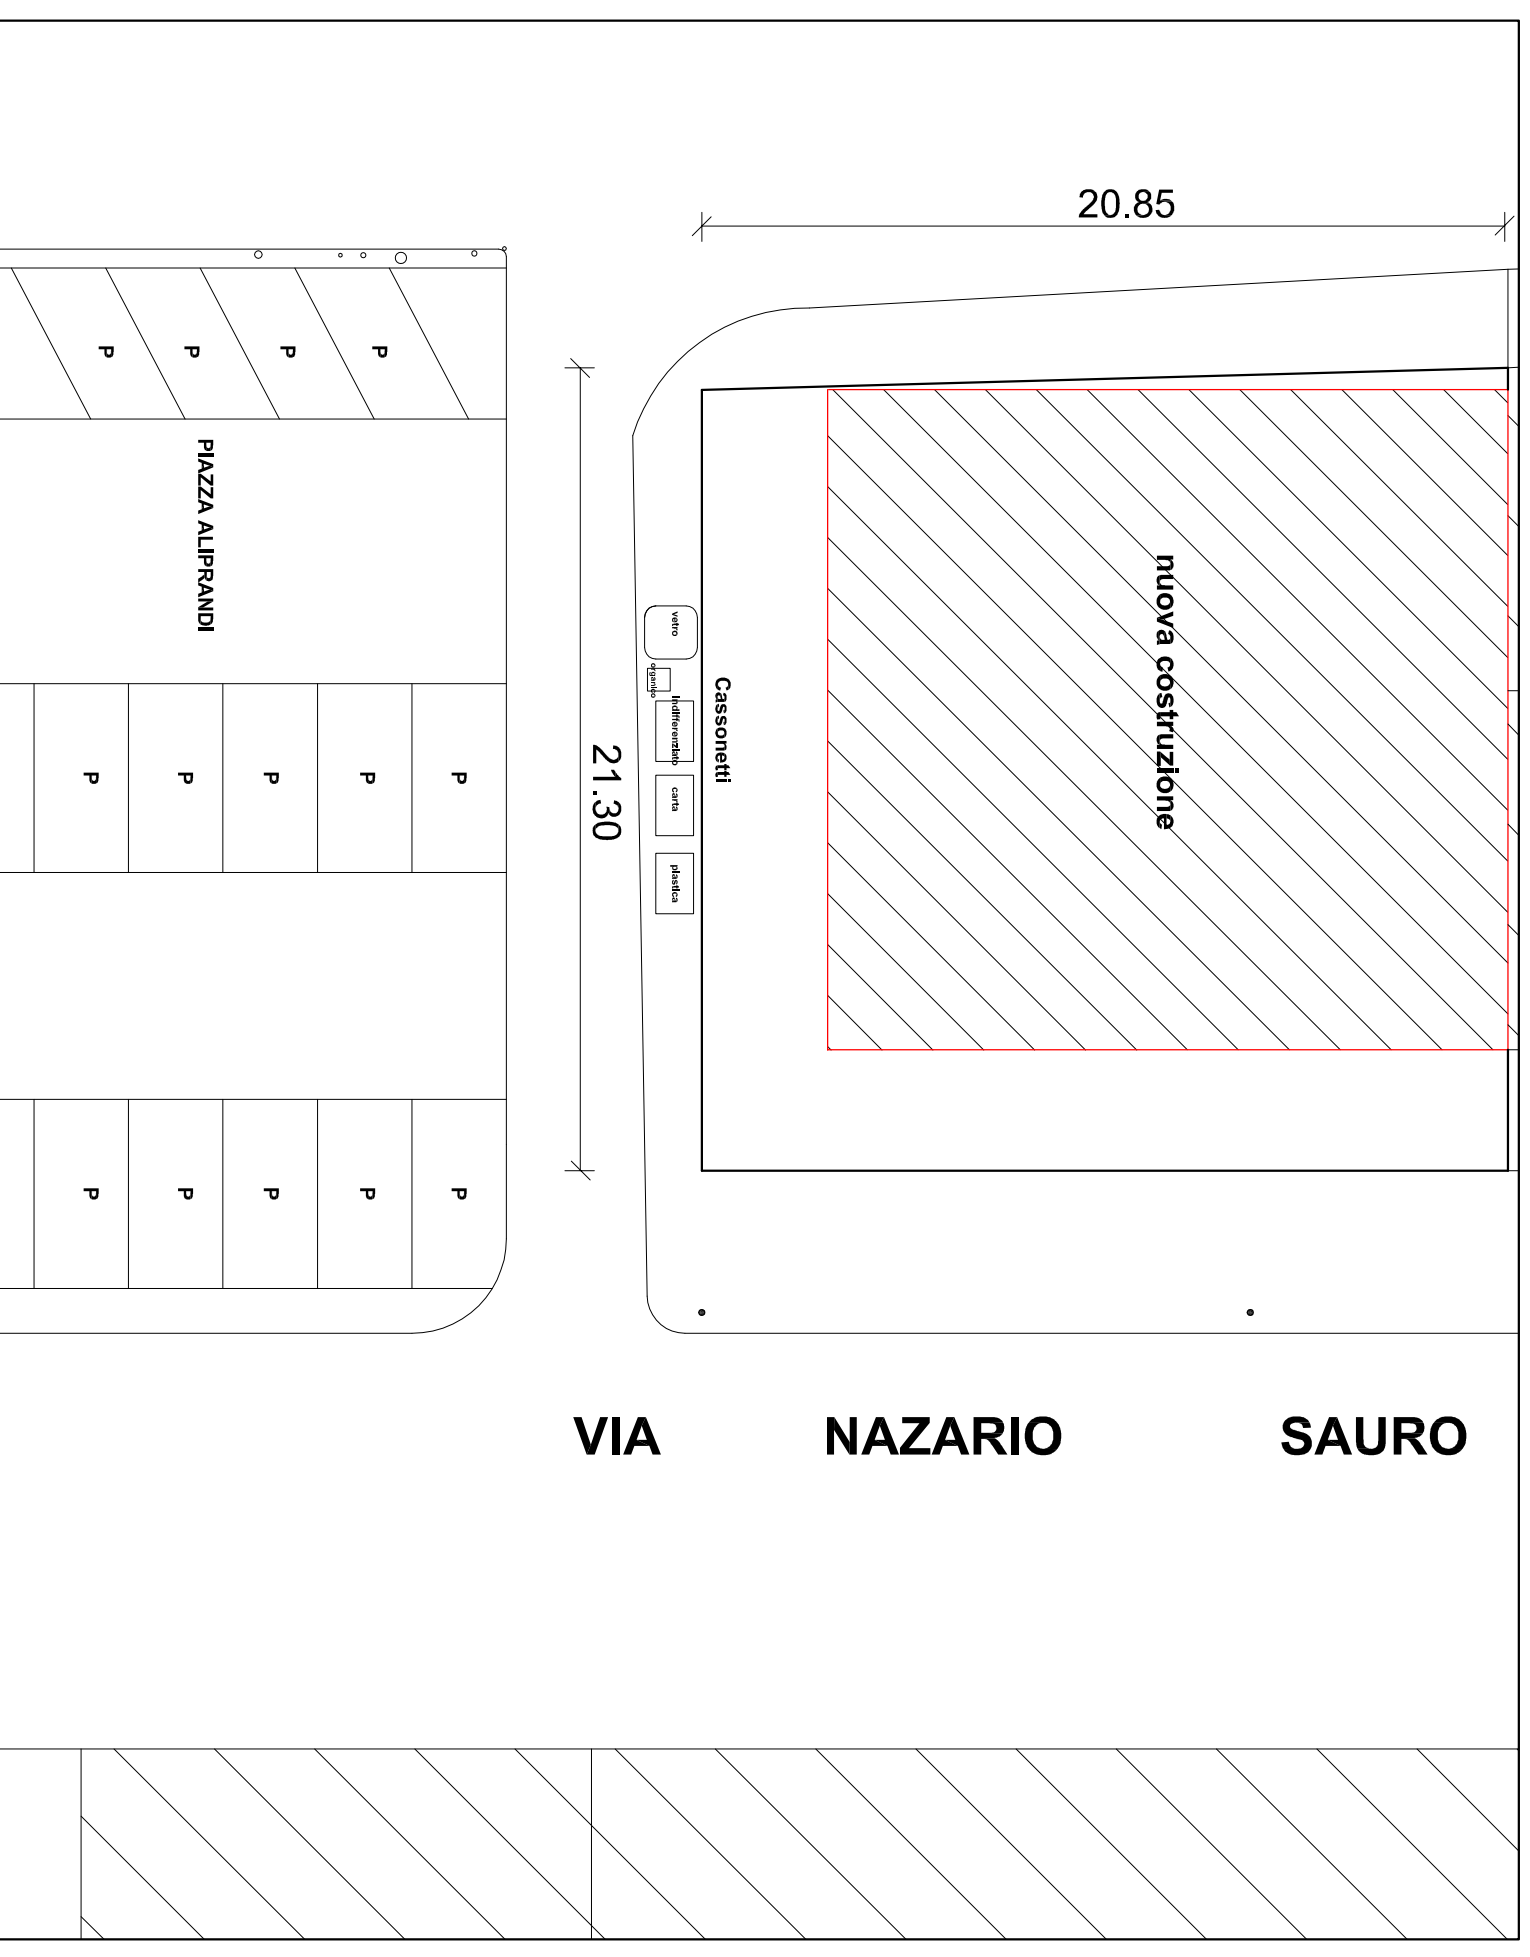 20.85
P P P P
PIAZZA ALIPRANDI
vetro
organico
indifferenziato
carta
plastica
Cassonetti
nuova costruzione
21.30
P P P P P
P P P P P
VIA NAZARIO SAURO